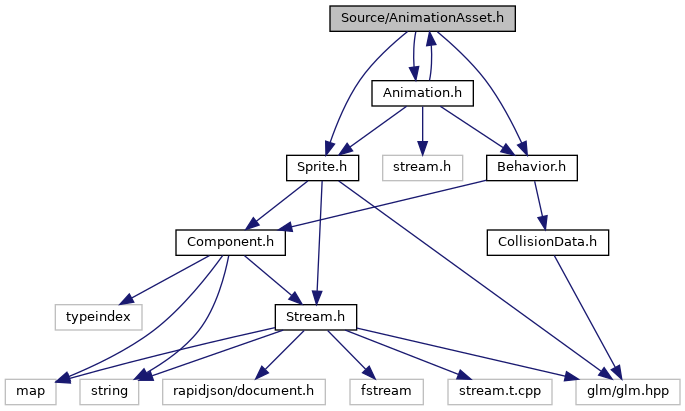 Source/AnimationAsset.h
Animation.h
Sprite.h
stream.h
Behavior.h
Component.h
CollisionData.h
typeindex
Stream.h
map
string
rapidjson/document.h
fstream
stream.t.cpp
glm/glm.hpp